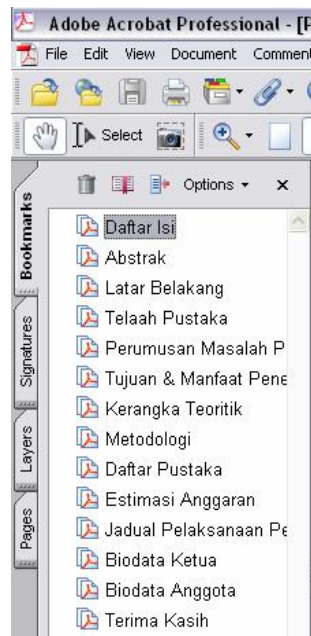 Adobe Acrobat Professional - [P
File Edit View Document Comment
Select
Options
Bookmarks
Signatures
Layers
Pages
Daftar Isi
Abstrak
Latar Belakang
Telaah Pustaka
Perumusan Masalah P
Tujuan & Manfaat Pene
Kerangka Teoritik
Metodologi
Daftar Pustaka
Estimasi Anggaran
Jadual Pelaksanaan Pe
Biodata Ketua
Biodata Anggota
Terima Kasih